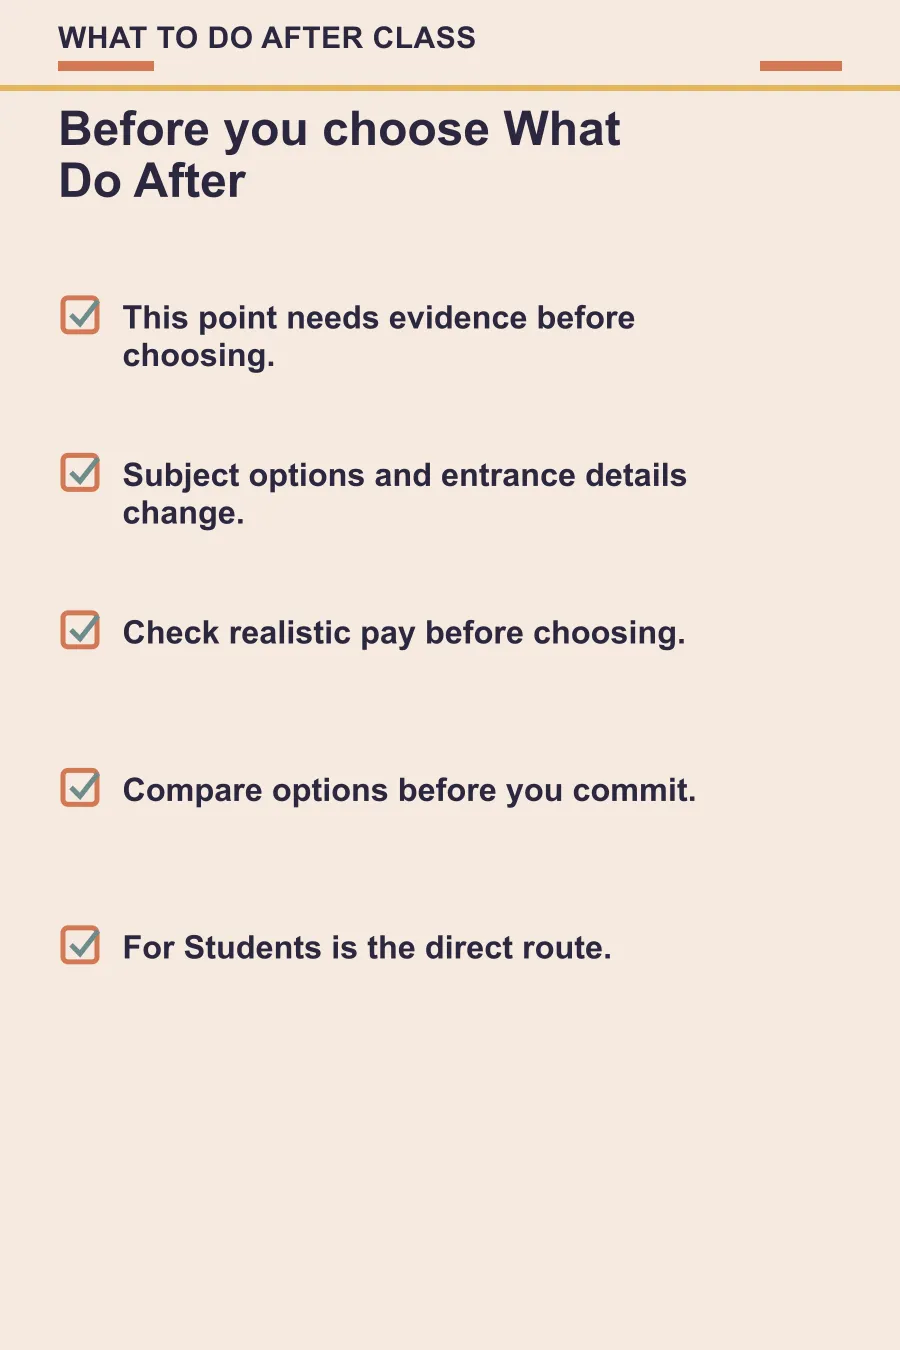 WHAT TO DO AFTER CLASS
Before you choose What
Do After
This point needs evidence before
choosing.
Subject options and entrance details
change.
Check realistic pay before choosing.
Compare options before you commit.
For Students is the direct route.